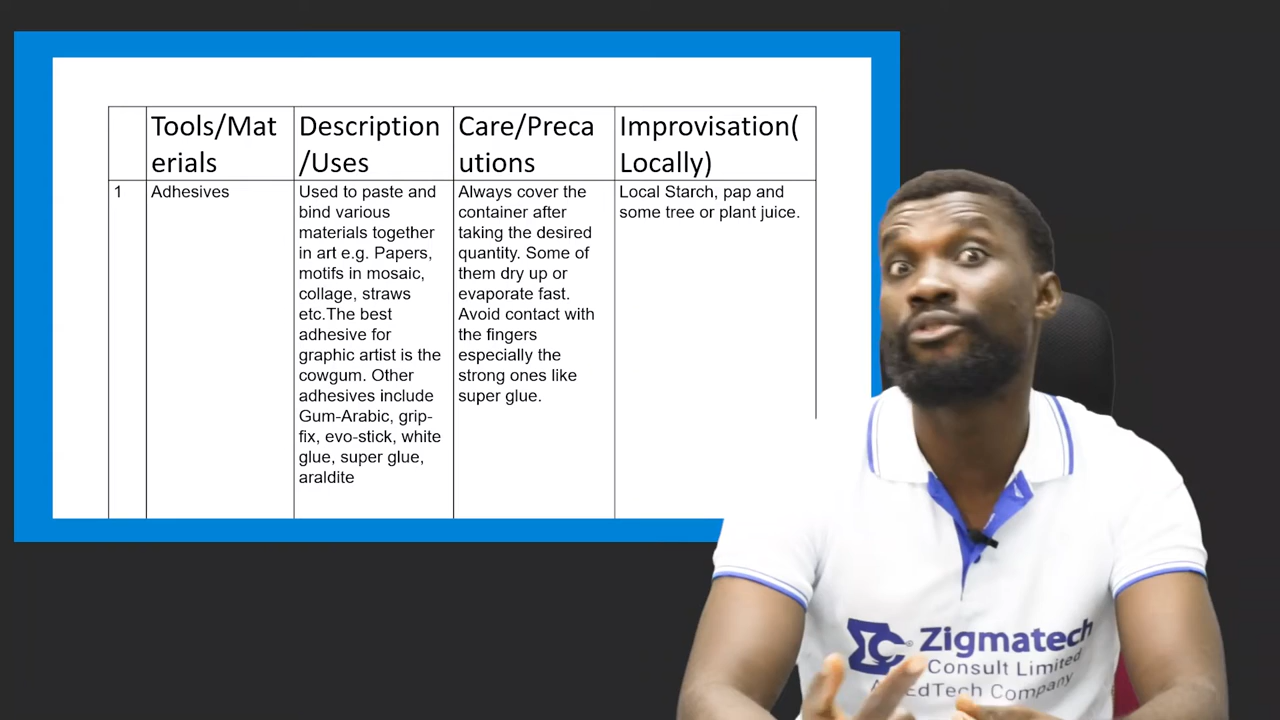 Tools/Mat
erials
Description
/Uses
Care/Preca
utions
Improvisation(
Locally)
1
Adhesives
Used to paste and
bind various
materials together
in art e.g. Papers,
motifs in mosaic,
collage, straws
etc.The best
adhesive for
graphic artist is the
cowgum. Other
adhesives include
Gum-Arabic, grip-
fix, evo-stick, white
glue, super glue,
araldite
Always cover the
container after
taking the desired
quantity. Some of
them dry up or
evaporate fast.
Avoid contact with
the fingers
especially the
strong ones like
super glue.
Local Starch, pap and
some tree or plant juice.
Zigmatech
Consult Limited
EdTech Company